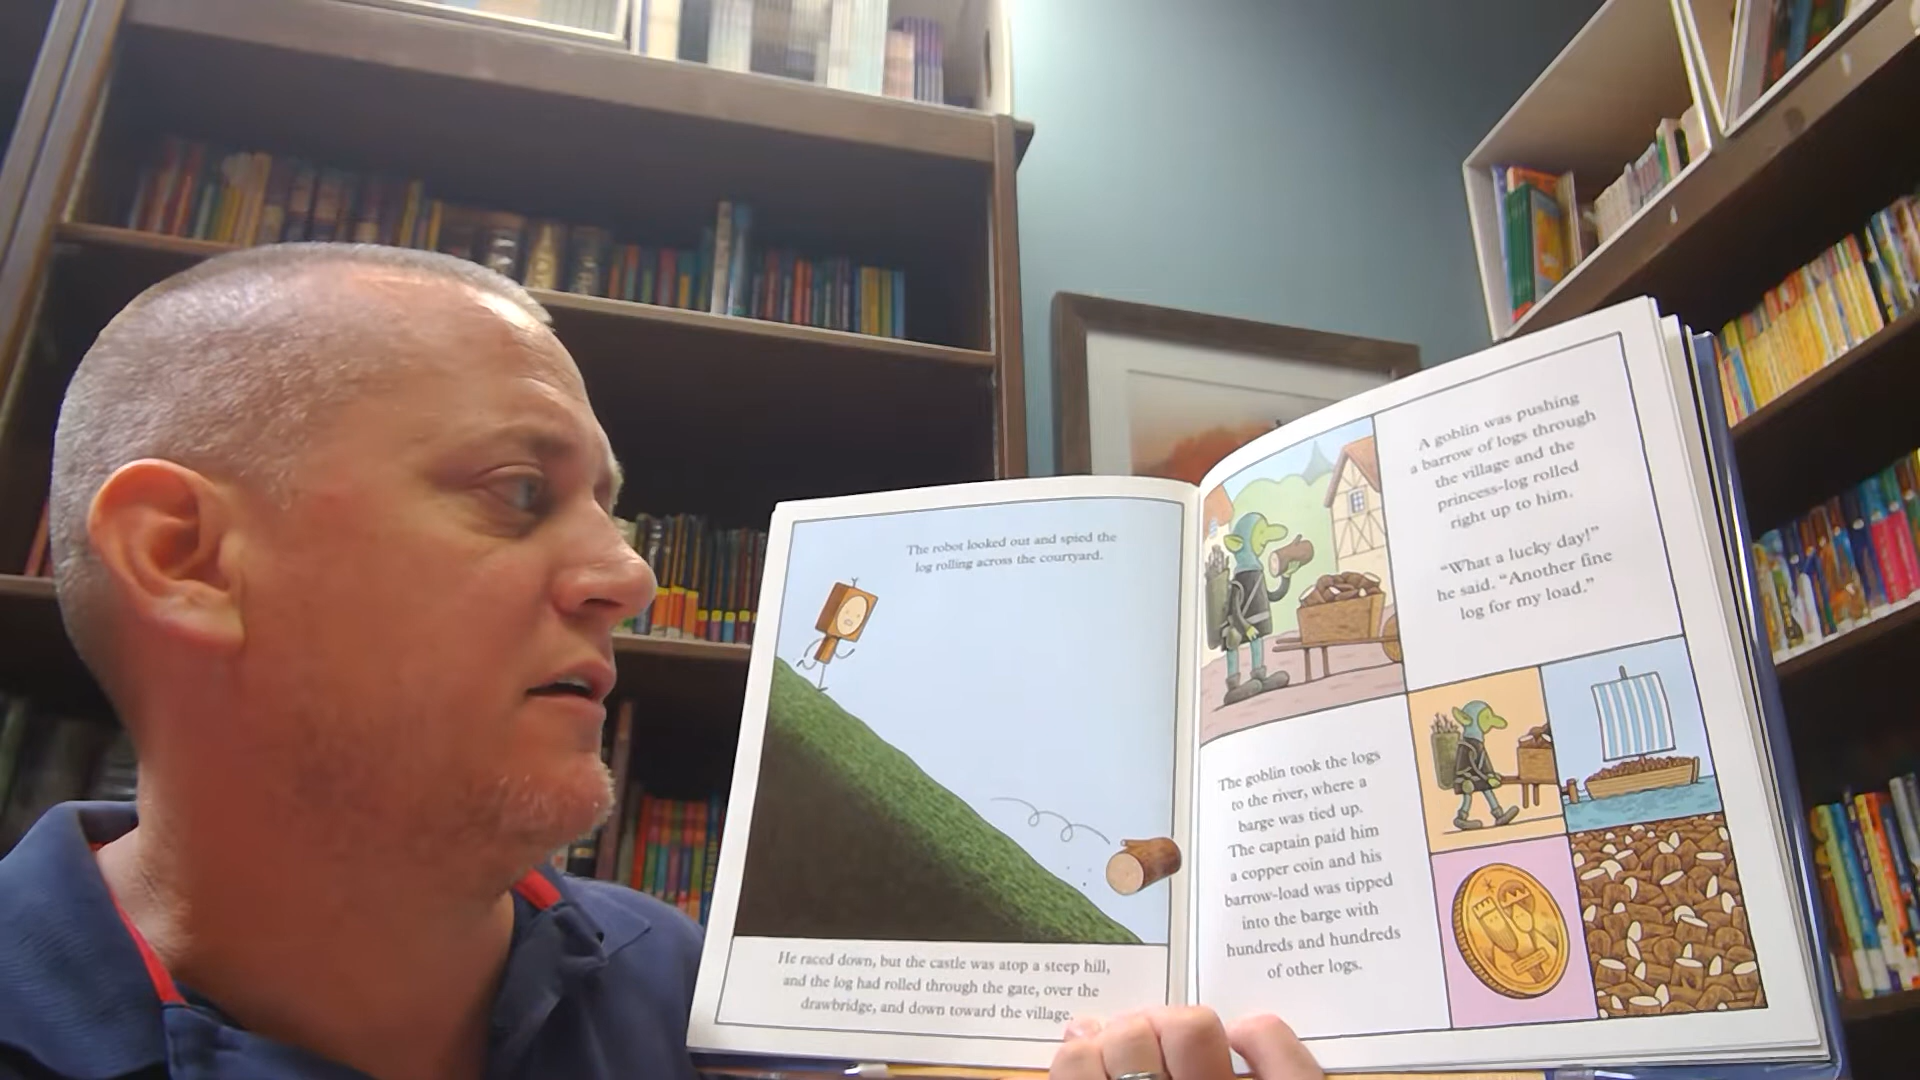 The robot looked out and spied the
log rolling across the courtyard.
He raced down, but the castle was atop a steep hill,
and the log had rolled through the gate, over the
drawbridge, and down toward the village.
A goblin was pushing
a barrow of logs through
the village and the
princess-log rolled
right up to him.
“What a lucky day!”
he said. “Another fine
log for my load.”
The goblin took the logs
to the river, where a
barge was tied up.
The captain paid him
a copper coin and his
barrow-load was tipped
into the barge with
hundreds and hundreds
of other logs.